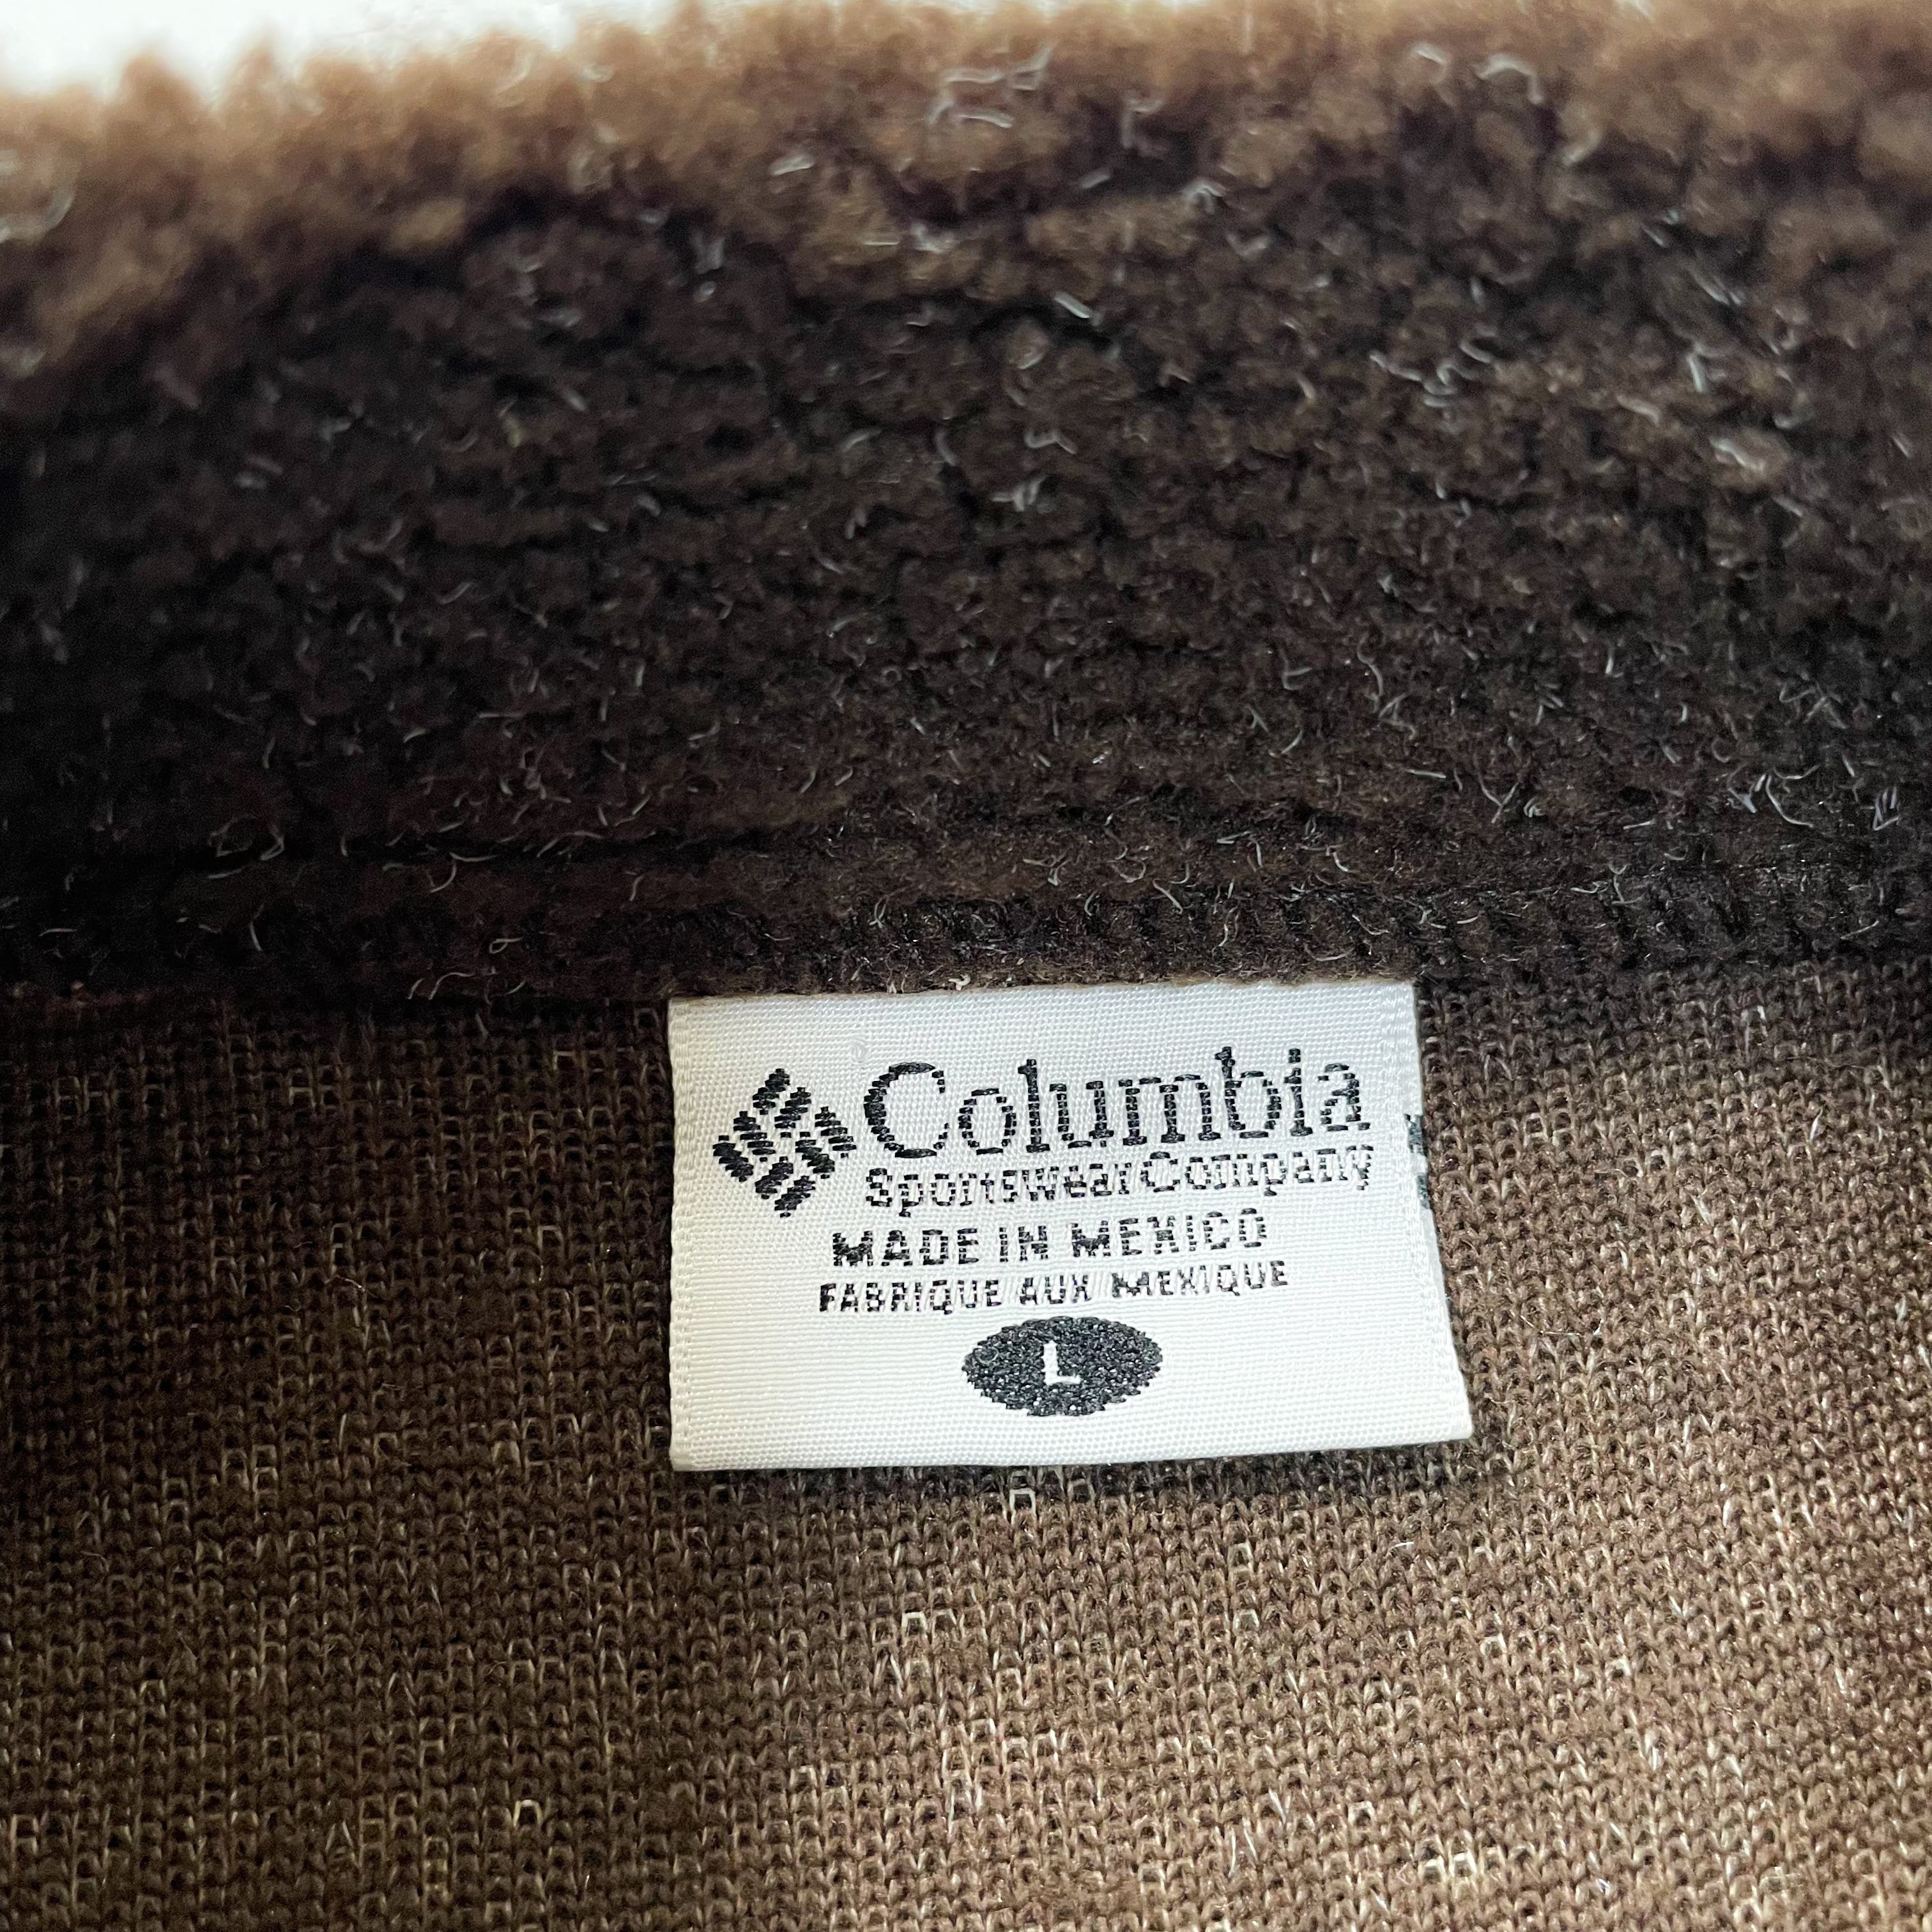 Columbia
Sportswear Company
MADE IN MEXICO
FABRIQUE AUX MEXIQUE
L